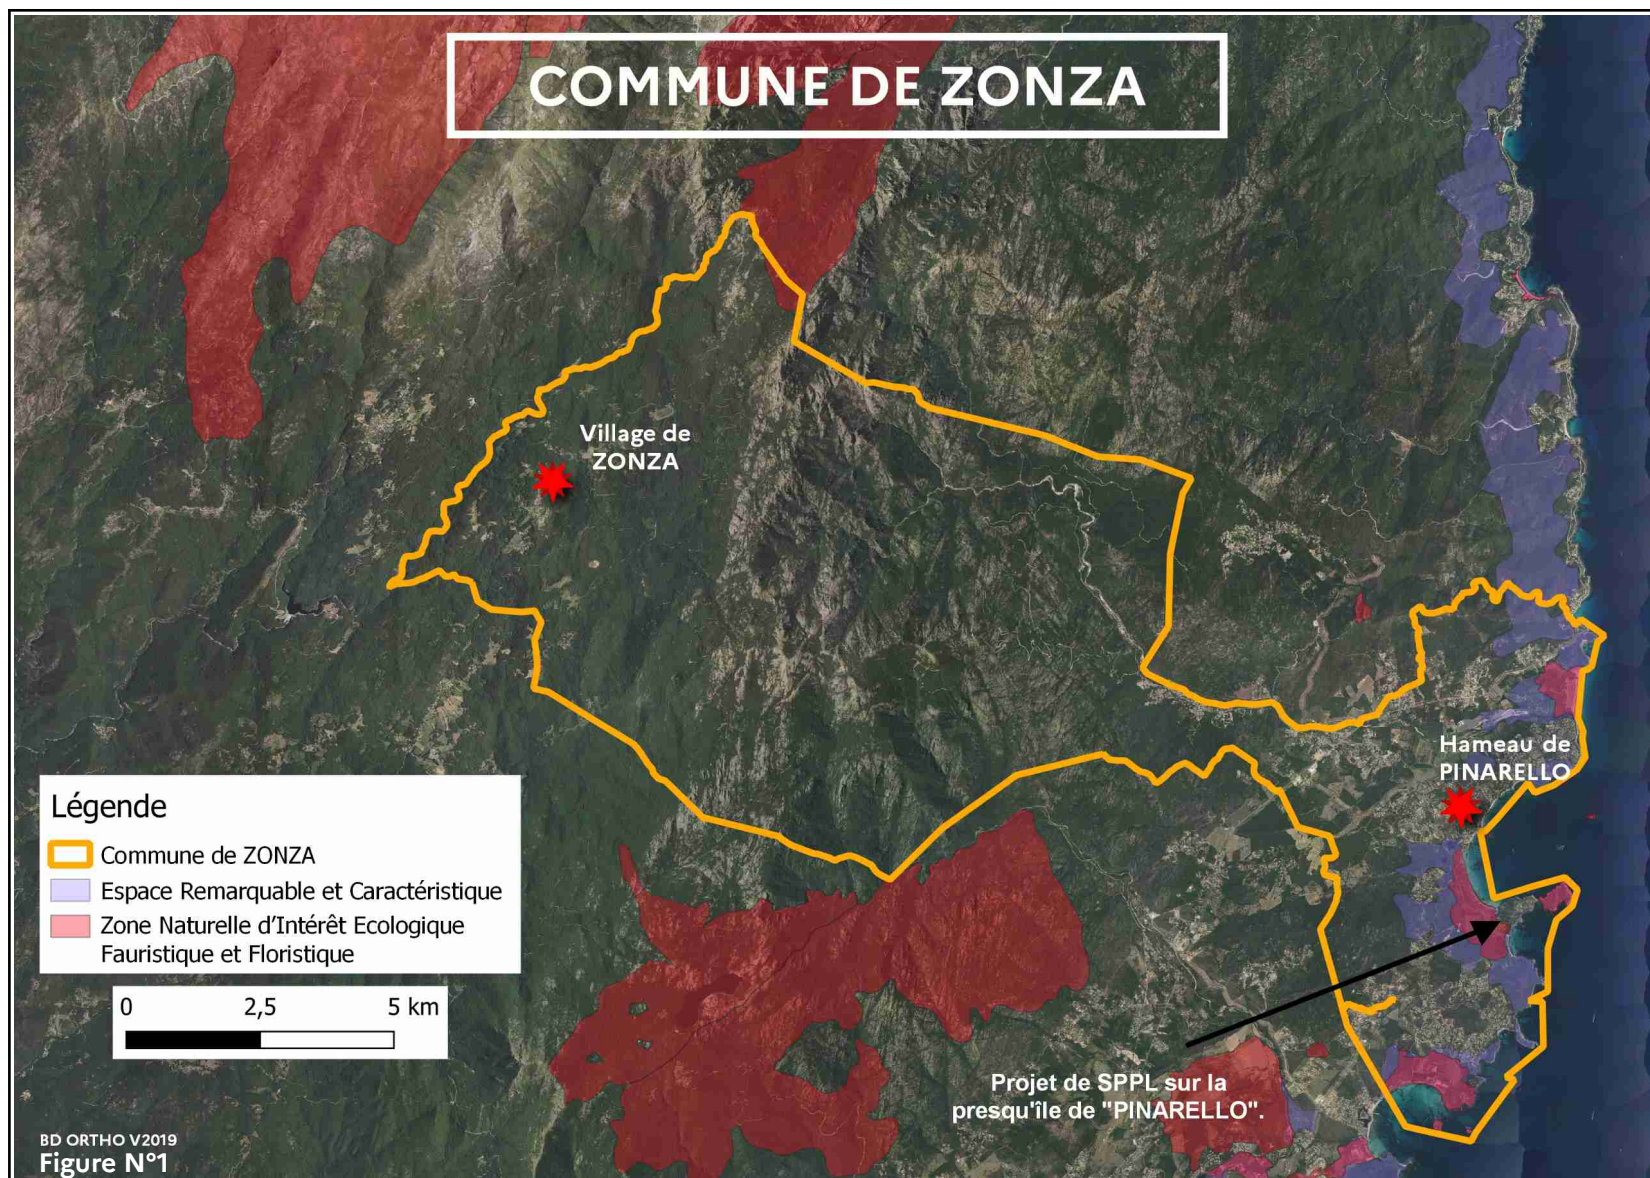 COMMUNE DE ZONZA
Village de
ZONZA
Hameau de
PINARELLO
Légende
Commune de ZONZA
Espace Remarquable et Caractéristique
Zone Naturelle d'Intérêt Ecologique
Fauristique et Floristique
0 2,5 5 km
Projet de SPPL sur la
presqu'île de "PINARELLO".
BD ORTHO V2019
Figure N°1